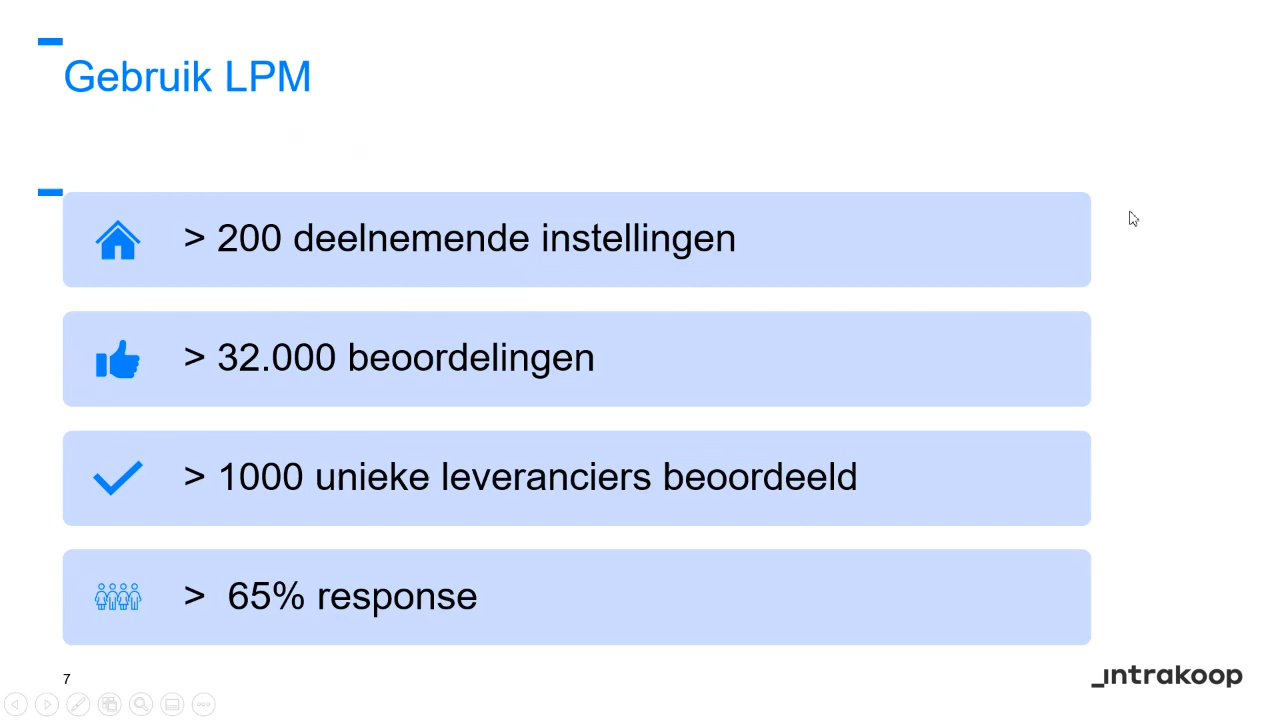 Gebruik LPM
> 200 deelnemende instellingen
> 32.000 beoordelingen
> 1000 unieke leveranciers beoordeeld
> 65% response
7
_intrakoop